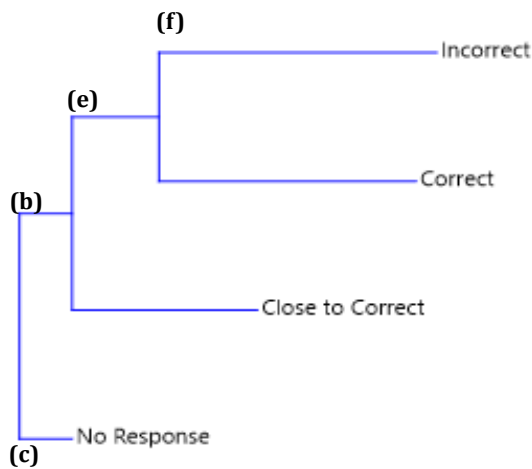 (f)
Incorrect
(e)
Correct
(b)
Close to Correct
No Response
(c)